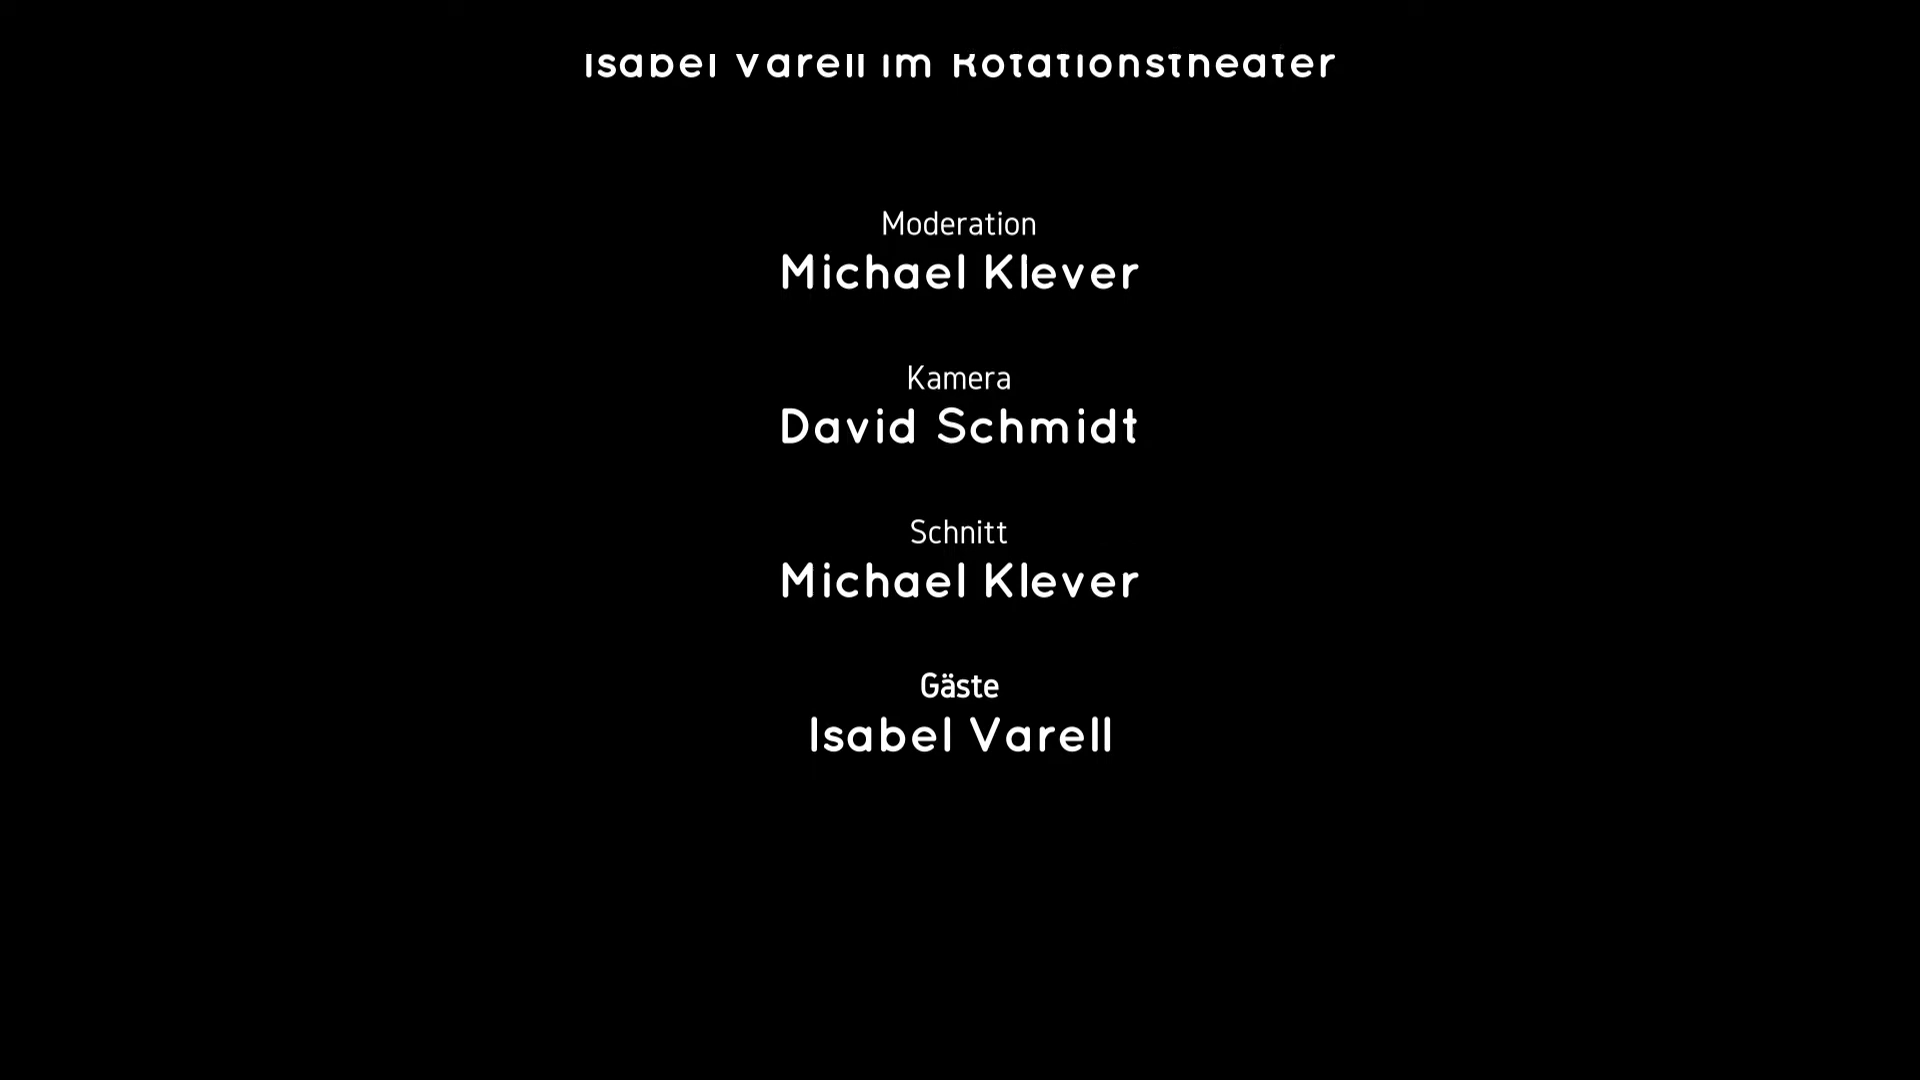 Isabel Varell im Rotationstheater
Moderation
Michael Klever
Kamera
David Schmidt
Schnitt
Michael Klever
Gäste
Isabel Varell